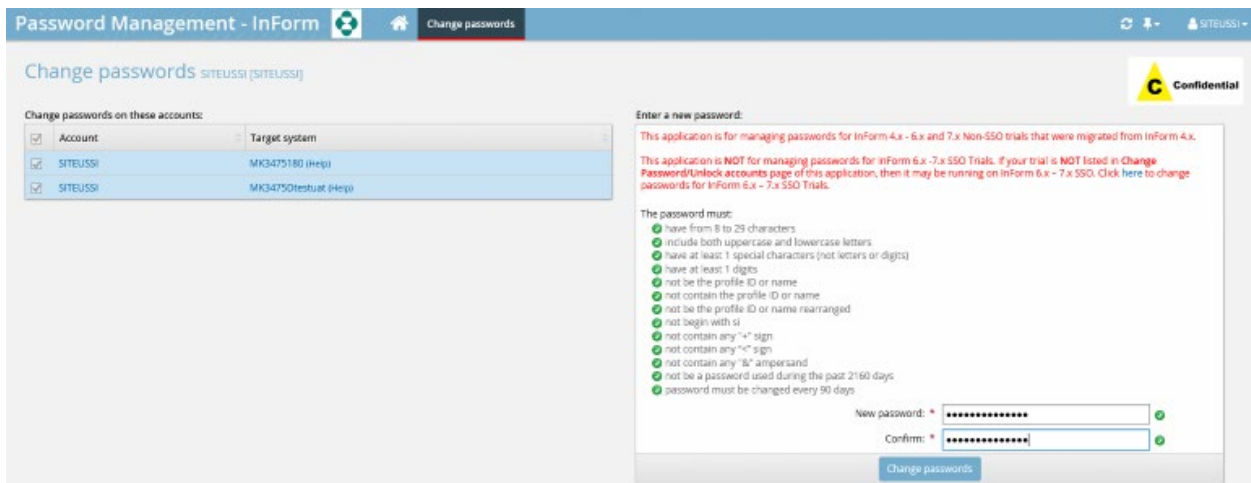 Password Management - InForm
Change passwords
SITEUSSI
Change passwords SITEUSSI [SITEUSSI]
C Confidential
Change passwords on these accounts:
Account Target system
SITEUSSI MK3475180 (Help)
SITEUSSI MK3475Dtestuat (Help)
Enter a new password:
This application is for managing passwords for InForm 4.x - 6.x and 7.x Non-SSO trials that were migrated from InForm 4.x.
This application is NOT for managing passwords for InForm 6.x -7.x SSO Trials. If your trial is NOT listed in Change
Password/Unlock accounts page of this application, then it may be running on InForm 6.x – 7.x SSO. Click here to change
passwords for InForm 6.x – 7.x SSO Trials.
The password must:
have from 8 to 29 characters
include both uppercase and lowercase letters
have at least 1 special characters (not letters or digits)
have at least 1 digits
not be the profile ID or name
not contain the profile ID or name
not be the profile ID or name rearranged
not begin with si
not contain any "+" sign
not contain any "<" sign
not contain any "&" ampersand
not be a password used during the past 2160 days
password must be changed every 90 days
New password: * ••••••••••••••
Confirm: * ••••••••••••••
Change passwords